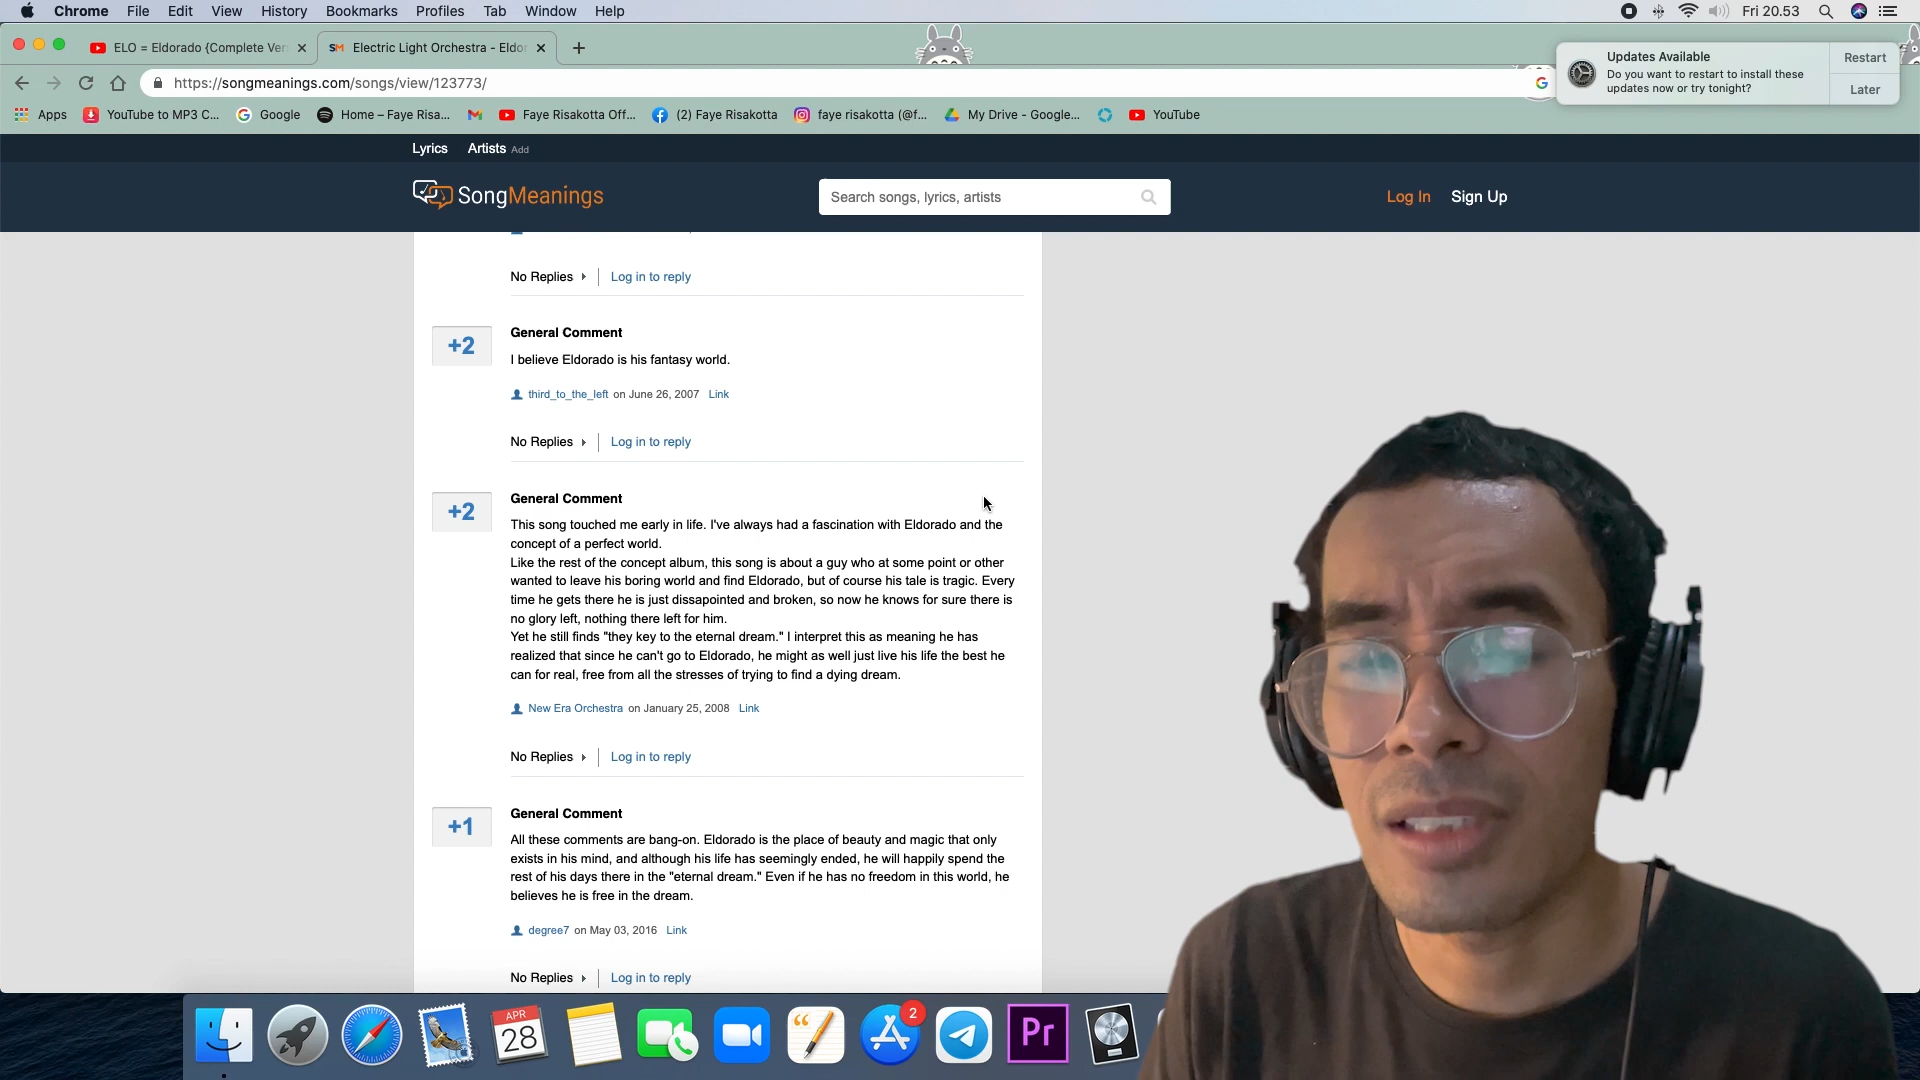 Chrome File Edit View History Bookmarks Profiles Tab Window Help Fri 20.53
ELO = Eldorado {Complete Ver
SM Electric Light Orchestra - Eldor
Updates Available
Do you want to restart to install these
updates now or try tonight?
Restart
Later
https://songmeanings.com/songs/view/123773/
Apps YouTube to MP3 C... Google Home – Faye Risa... Faye Risakotta Off... (2) Faye Risakotta faye risakotta (@f... My Drive - Google... YouTube
Lyrics Artists Add
SongMeanings
Search songs, lyrics, artists
Log In Sign Up
No Replies Log in to reply
+2
General Comment
I believe Eldorado is his fantasy world.
third_to_the_left on June 26, 2007 Link
No Replies Log in to reply
+2
General Comment
This song touched me early in life. I've always had a fascination with Eldorado and the
concept of a perfect world.
Like the rest of the concept album, this song is about a guy who at some point or other
wanted to leave his boring world and find Eldorado, but of course his tale is tragic. Every
time he gets there he is just dissapointed and broken, so now he knows for sure there is
no glory left, nothing there left for him.
Yet he still finds "they key to the eternal dream." I interpret this as meaning he has
realized that since he can't go to Eldorado, he might as well just live his life the best he
can for real, free from all the stresses of trying to find a dying dream.
New Era Orchestra on January 25, 2008 Link
No Replies Log in to reply
+1
General Comment
All these comments are bang-on. Eldorado is the place of beauty and magic that only
exists in his mind, and although his life has seemingly ended, he will happily spend the
rest of his days there in the "eternal dream." Even if he has no freedom in this world, he
believes he is free in the dream.
degree7 on May 03, 2016 Link
No Replies Log in to reply
APR
28
2
Pr